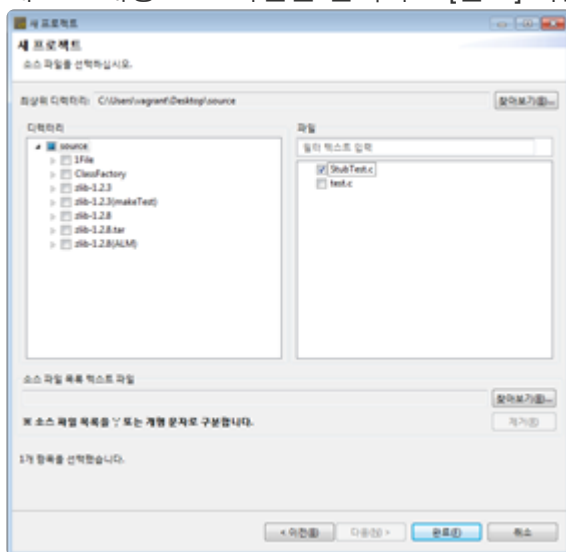 새 프로젝트
새 프로젝트
소스 파일을 선택하십시오.
최상위 디렉터리: C:\Users\vagrant\Desktop\source
찾아보기(B)...
디렉터리
파일
source
1File
ClassFactory
zlib-1.2.3
zlib-1.2.3(makeTest)
zlib-1.2.8
zlib-1.2.8.tar
zlib-1.2.8(ALM)
필터 텍스트 입력
StubTest.c
test.c
소스 파일 목록 텍스트 파일
찾아보기(B)...
※ 소스 파일 목록을 ';' 또는 개행 문자로 구분합니다.
제거(R)
1개 항목을 선택했습니다.
< 이전(B)
다음(N) >
완료(F)
취소